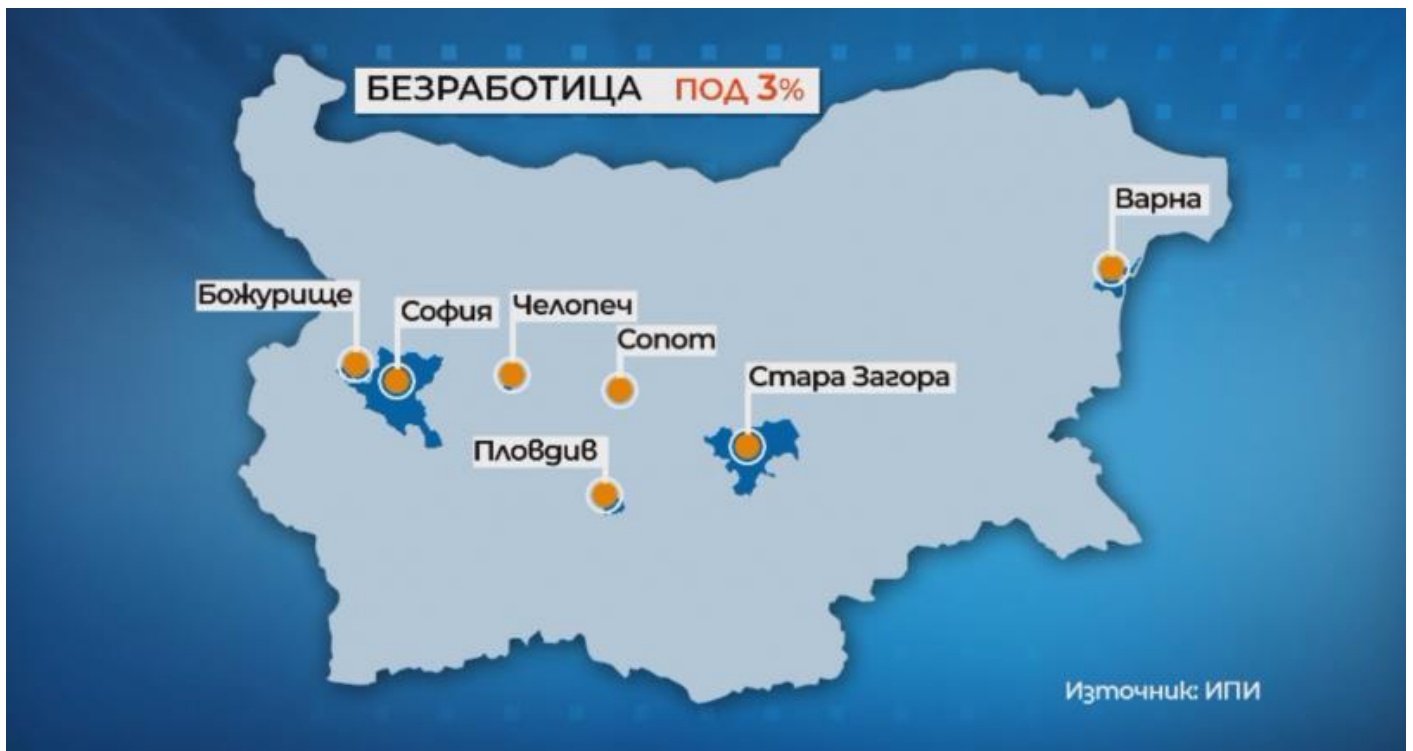 БЕЗРАБОТИЦА ПОД 3%
Варна
Божурище
София
Челопеч
Сопот
Стара Загора
Пловдив
Източник: ИПИ